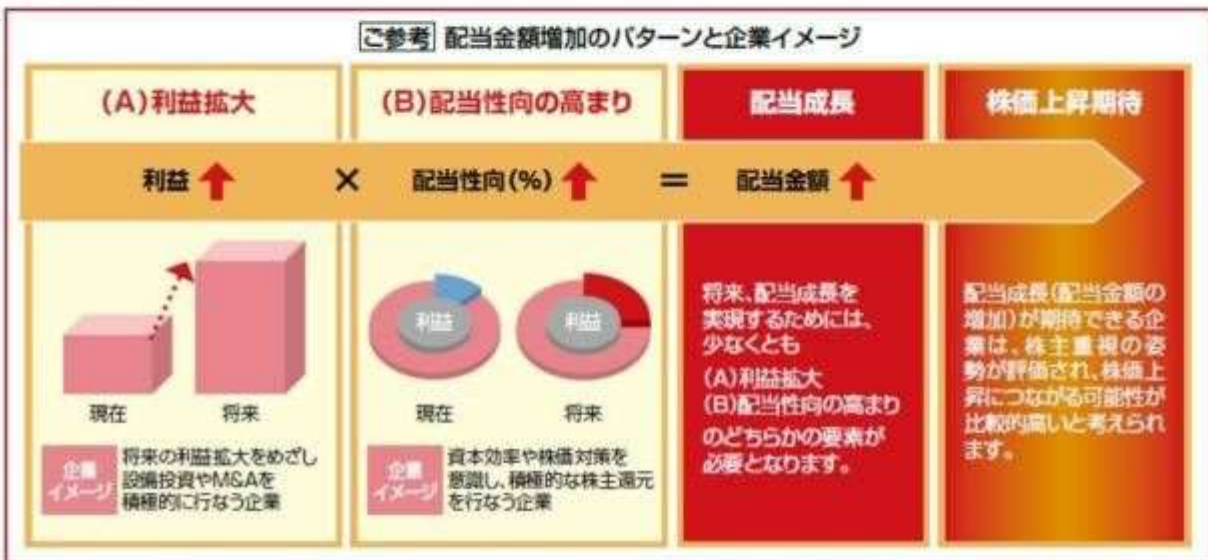 ご参考 配当金額増加のパターンと企業イメージ
(A)利益拡大
(B)配当性向の高まり
配当成長
株価上昇期待
利益
×
配当性向(%)
=
配当金額
現在
将来
企業
イメージ
将来の利益拡大をめざし
設備投資やM&Aを
積極的に行なう企業
利益
利益
現在
将来
企業
イメージ
資本効率や株価対策を
意識し、積極的な株主還元
を行なう企業
将来、配当成長を
実現するためには、
少なくとも
(A)利益拡大
(B)配当性向の高まり
のどちらかの要素が
必要となります。
配当成長(配当金額の
増加)が期待できる企
業は、株主重視の姿
勢が評価され、株価上
昇につながる可能性が
比較的高いと考えられ
ます。